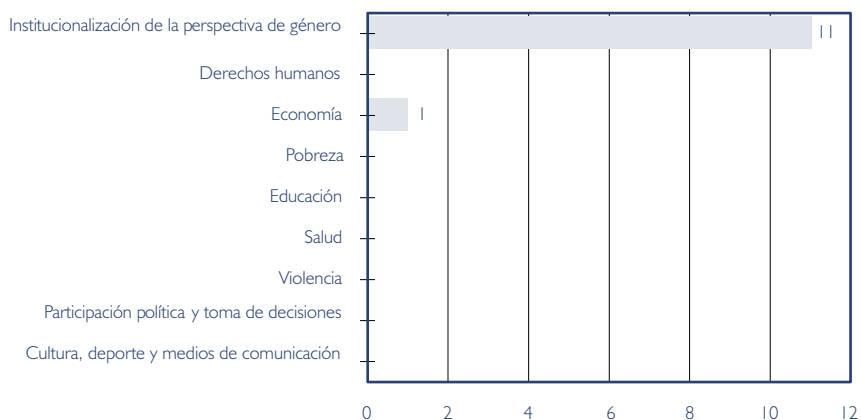 Institucionalización de la perspectiva de género
11
Derechos humanos
Economía
1
Pobreza
Educación
Salud
Violencia
Participación política y toma de decisiones
Cultura, deporte y medios de comunicación
0 2 4 6 8 10 12